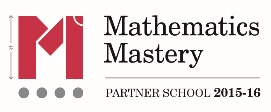 Mathematics
Mastery
PARTNER SCHOOL 2015-16